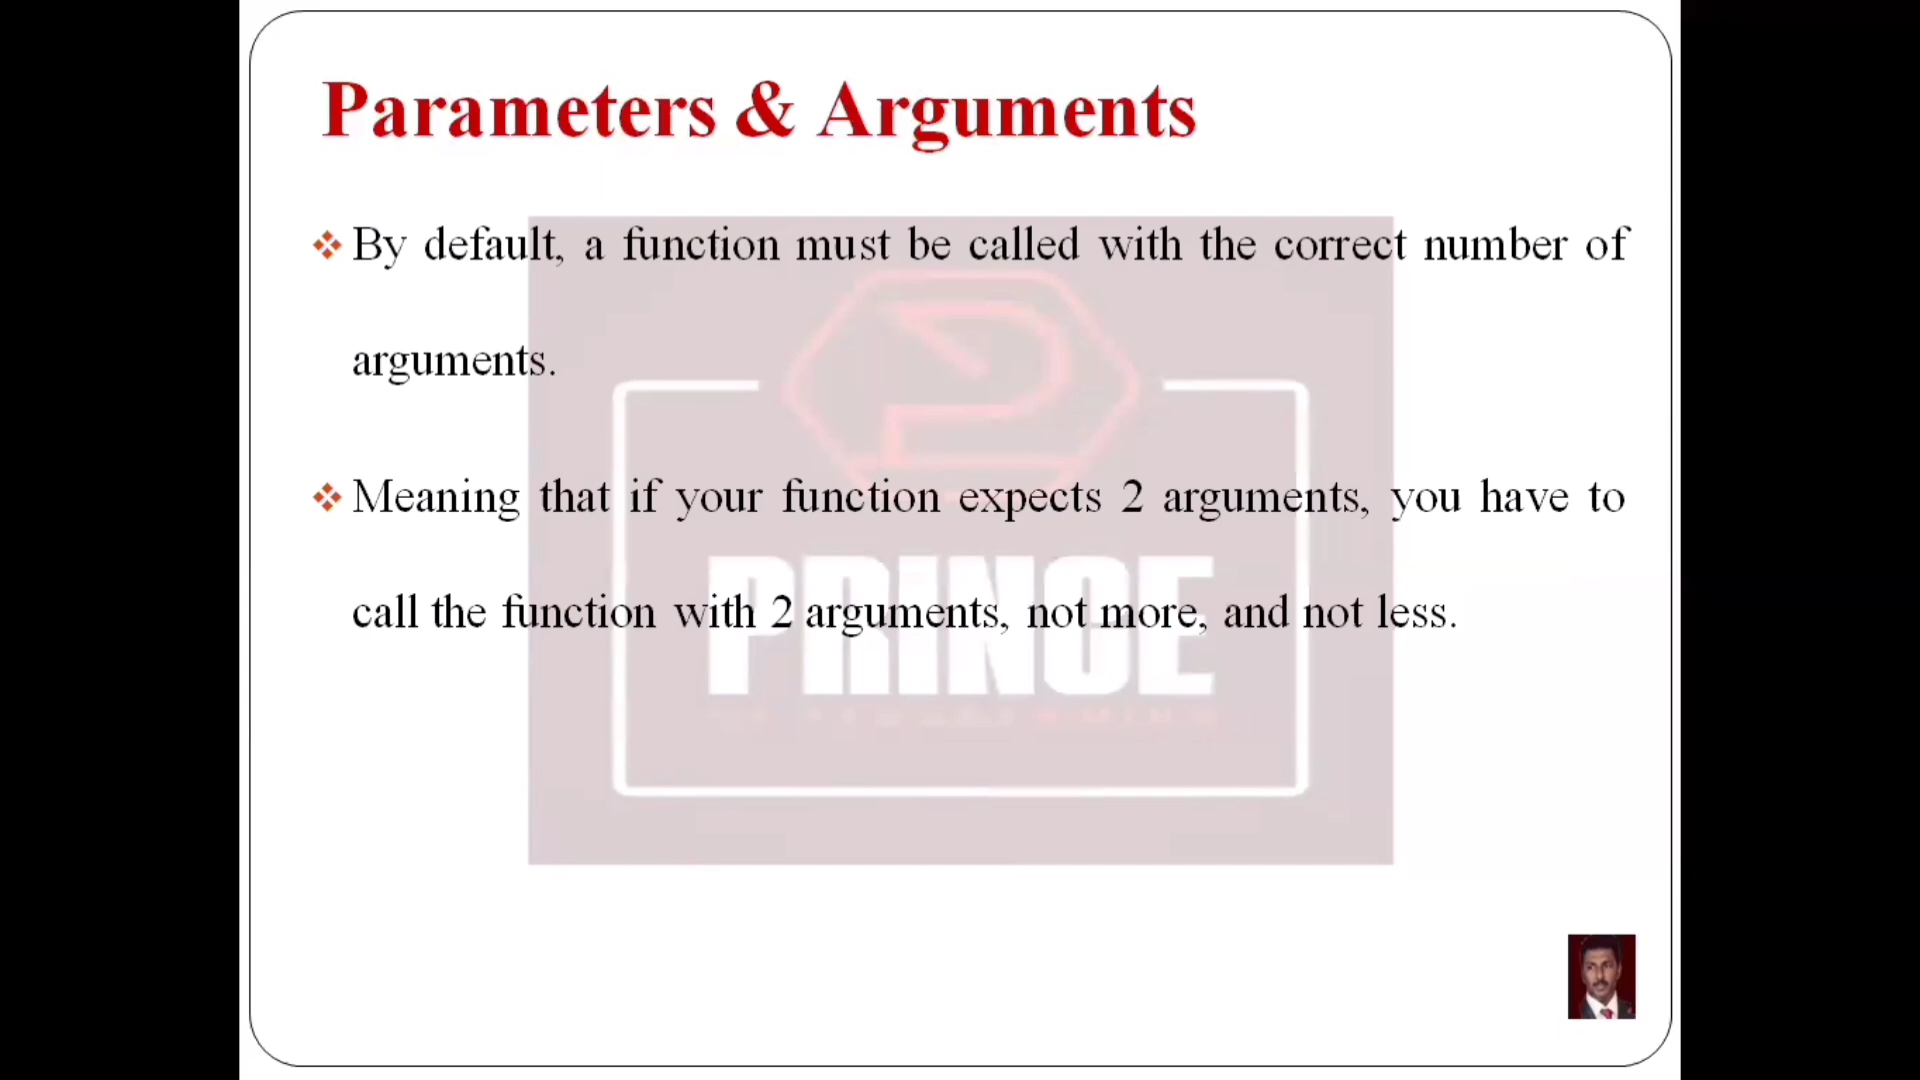 Parameters & Arguments
By default, a function must be called with the correct number of
arguments.
Meaning that if your function expects 2 arguments, you have to
call the function with 2 arguments, not more, and not less.
PRINCE